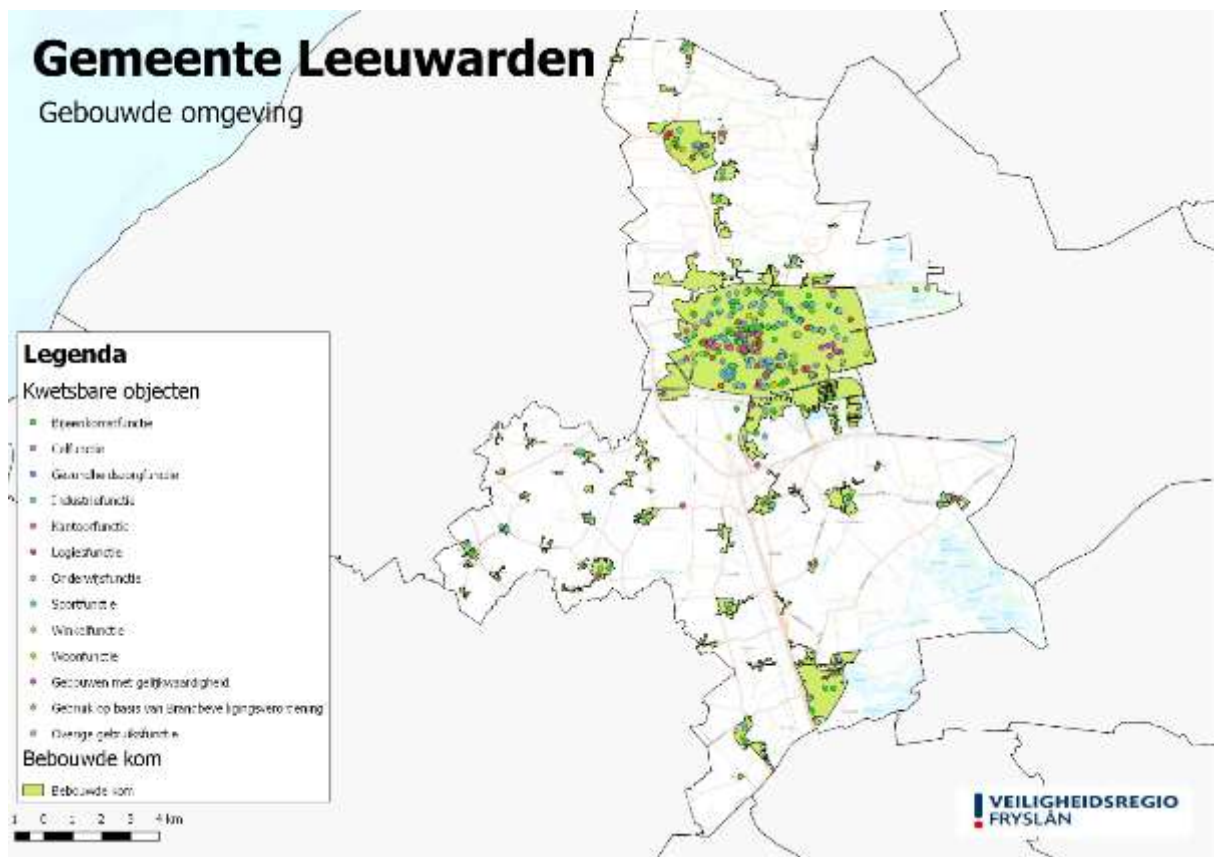 Gemeente Leeuwarden
Gebouwde omgeving
Legenda
Kwetsbare objecten
Bijeenkomstfunctie
Celfunctie
Gezondheidszorgfunctie
Industriefunctie
Kantoorfunctie
Logiesfunctie
Onderwijsfunctie
Sportfunctie
Winkelfunctie
Woonfunctie
Gebouwen met gelijkwaardigheid
Gebruik op basis van Brandbeveiligingsverordening
Overige gebruiksfunctie
Bebouwde kom
Bebouwde kom
1 0 1 2 3 4 km
VEILIGHEIDSREGIO
FRYSLÂN